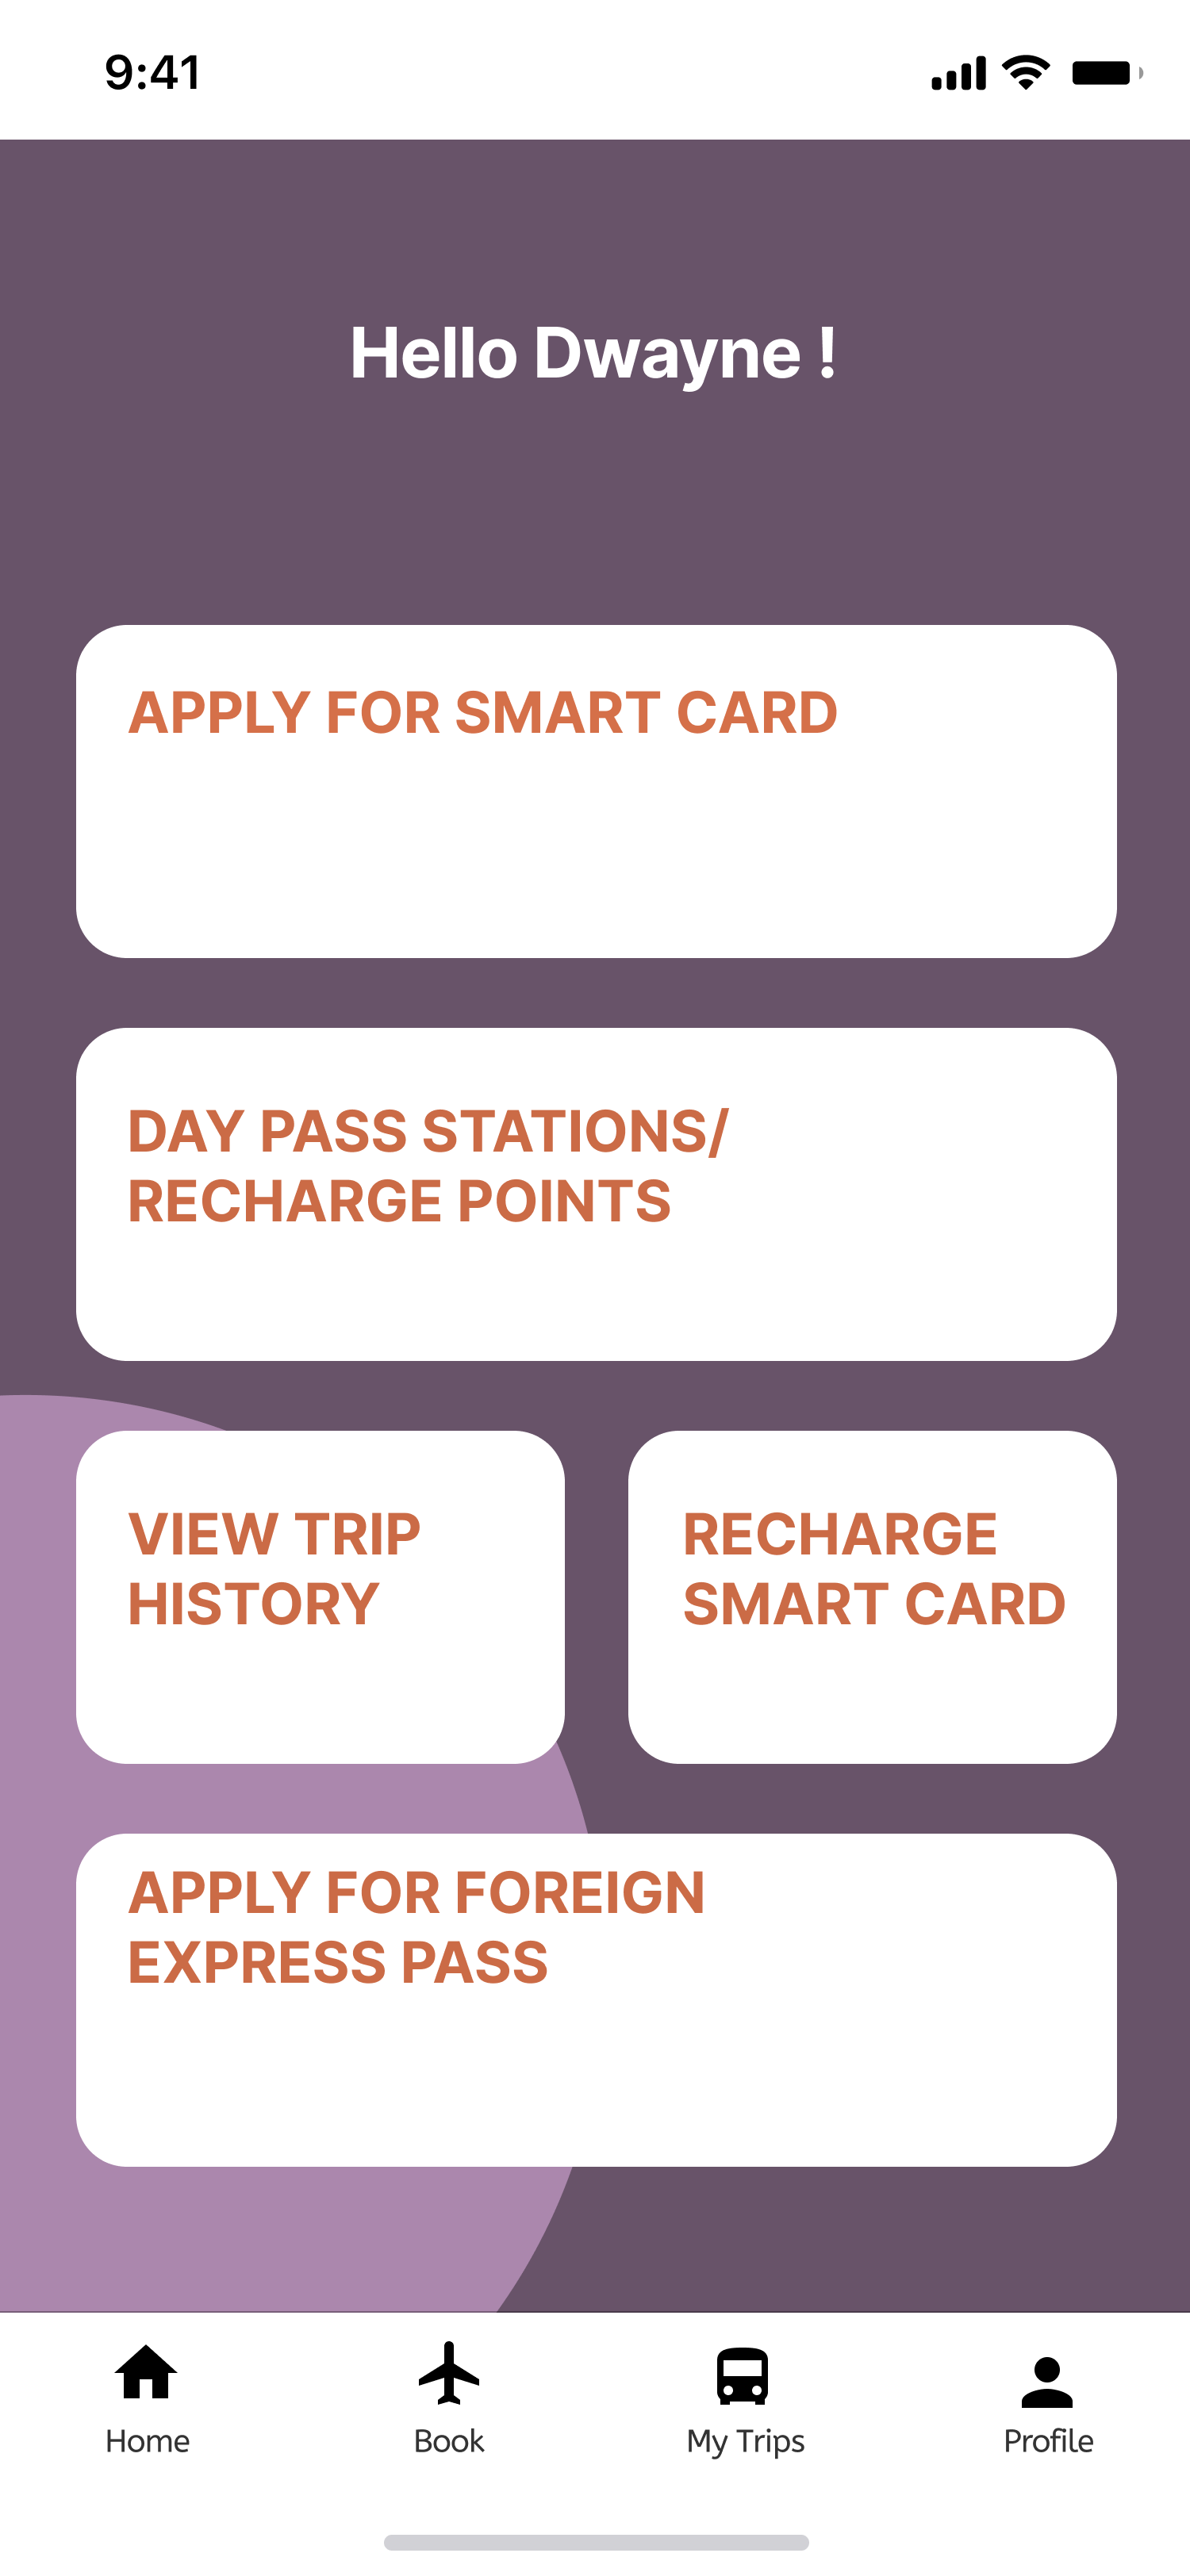 9:41
Hello Dwayne !
APPLY FOR SMART CARD
DAY PASS STATIONS/
RECHARGE POINTS
VIEW TRIP
HISTORY
RECHARGE
SMART CARD
APPLY FOR FOREIGN
EXPRESS PASS
Home
Book
My Trips
Profile